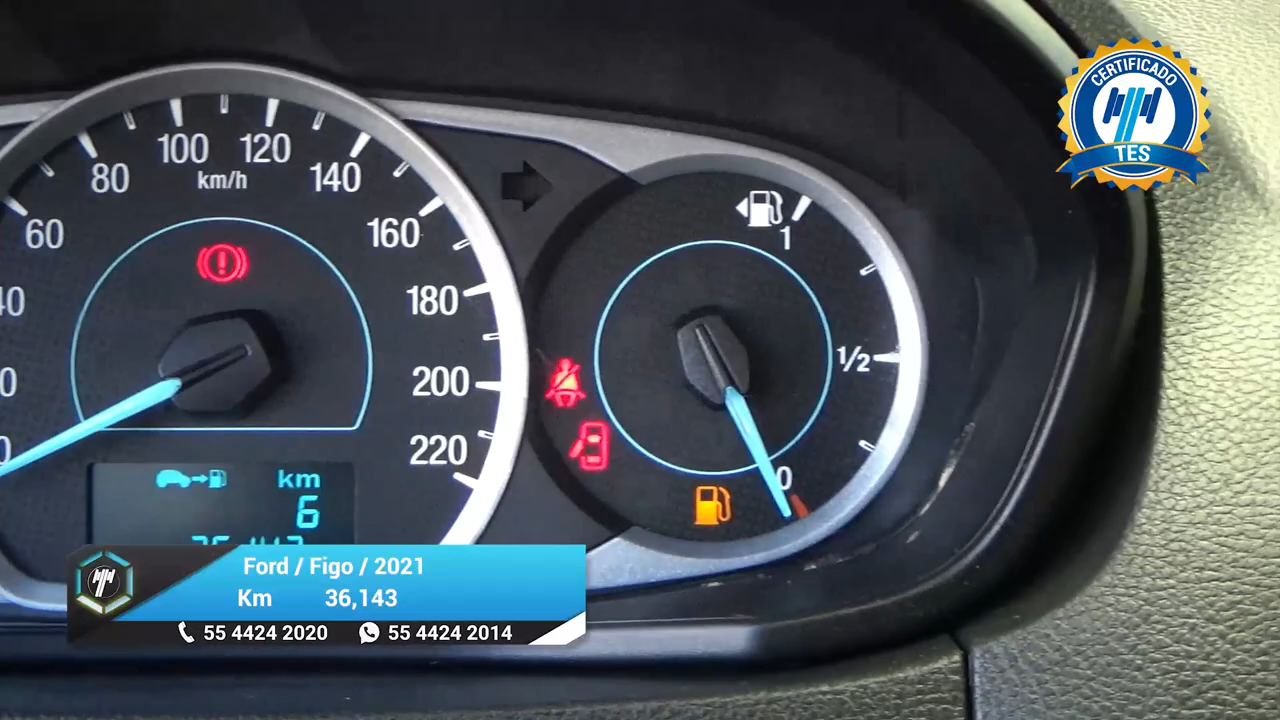 CERTIFICADO
TES
80
100
120
140
km/h
60
160
40
180
200
220
1
1/2
0
km
6
Ford / Figo / 2021
Km 36,143
55 4424 2020 55 4424 2014